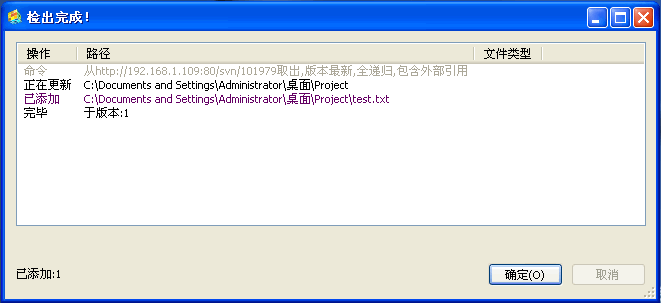 检出完成!
操作 路径 文件类型
命令 从http://192.168.1.109:80/svn/101979取出,版本最新,全递归,包含外部引用
正在更新 C:\Documents and Settings\Administrator\桌面\Project
已添加 C:\Documents and Settings\Administrator\桌面\Project\test.txt
完毕 于版本:1
已添加:1 确定(O) 取消